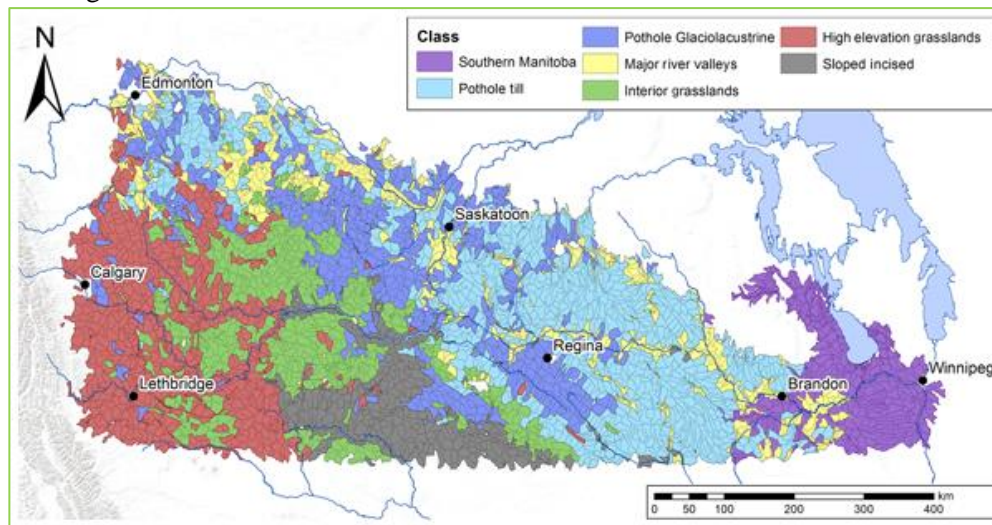 N
Class
Southern Manitoba
Pothole till
Pothole Glaciolacustrine
Major river valleys
Interior grasslands
High elevation grasslands
Sloped incised
Edmonton
Saskatoon
Calgary
Regina
Lethbridge
Brandon
Winnipeg
km
0 50 100 200 300 400